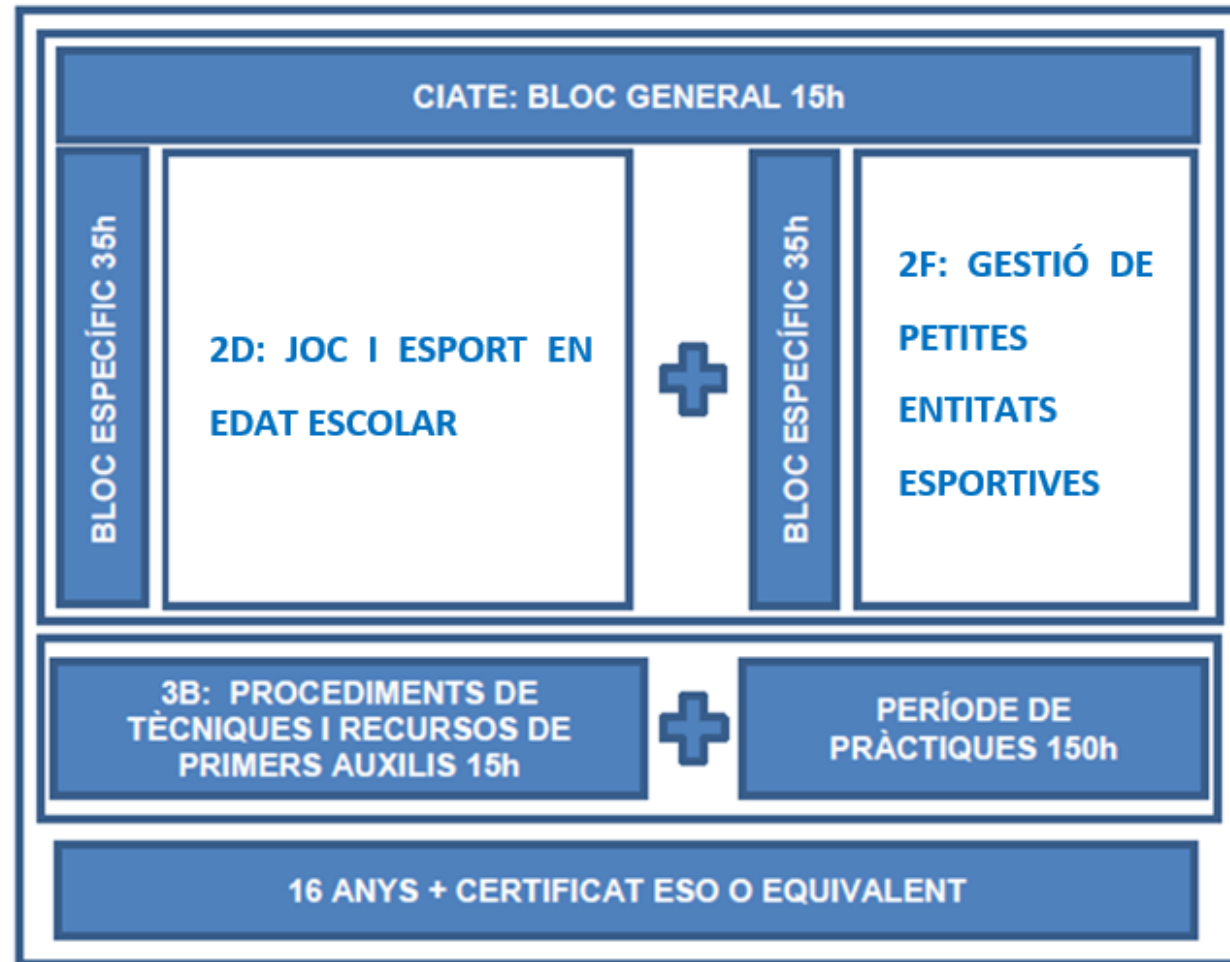 CIATE: BLOC GENERAL 15h
BLOC ESPECÍFIC 35h
2D: JOC I ESPORT EN
EDAT ESCOLAR
BLOC ESPECÍFIC 35h
2F: GESTIÓ DE
PETITES
ENTITATS
ESPORTIVES
3B: PROCEDIMENTS DE
TÈCNIQUES I RECURSOS DE
PRIMERS AUXILIS 15h
PERÍODE DE
PRÀCTIQUES 150h
16 ANYS + CERTIFICAT ESO O EQUIVALENT